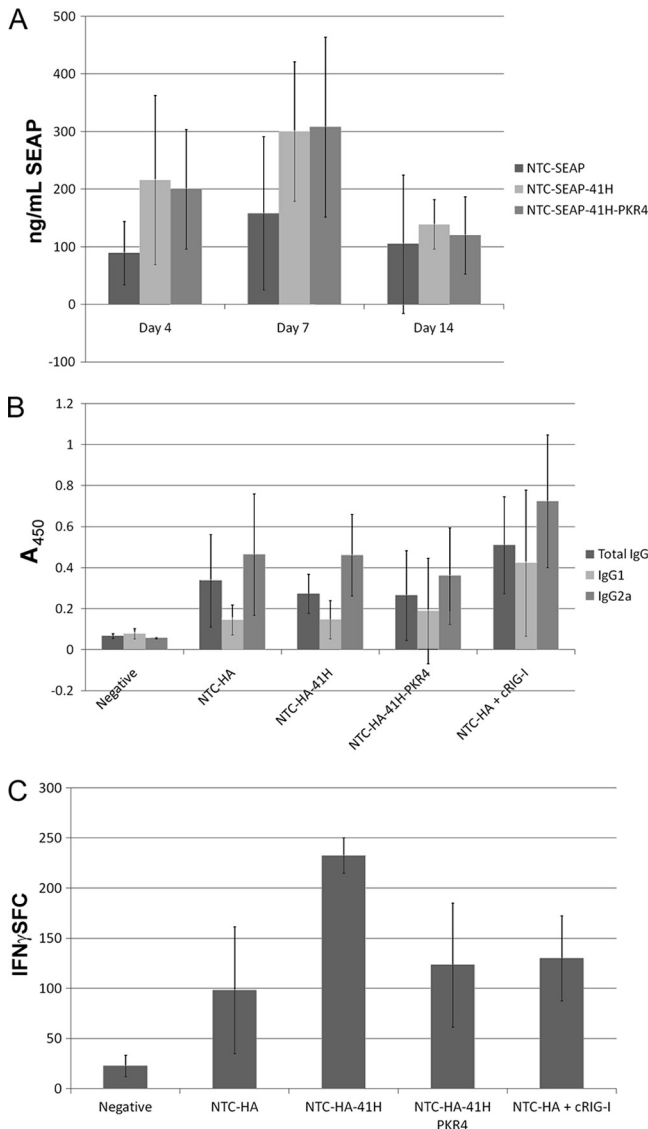 A
500
400
300
200
100
0
-100
ng/mL SEAP
Day 4
Day 7
Day 14
NTC-SEAP
NTC-SEAP-41H
NTC-SEAP-41H-PKR4
B
1.2
1
0.8
0.6
0.4
0.2
0
-0.2
A450
Negative
NTC-HA
NTC-HA-41H
NTC-HA-41H-PKR4
NTC-HA + cRIG-I
Total IgG
IgG1
IgG2a
C
300
250
200
150
100
50
0
IFNγSFC
Negative
NTC-HA
NTC-HA-41H
NTC-HA-41H
PKR4
NTC-HA + cRIG-I